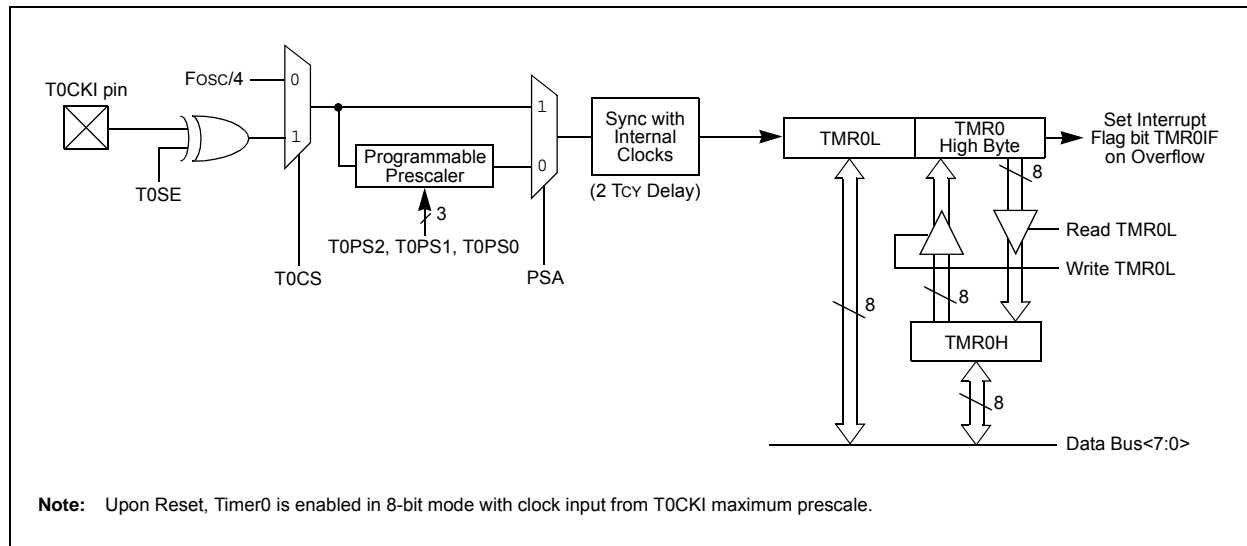 T0CKI pin
FOSC/4
0
1
T0SE
T0CS
Programmable
Prescaler
3
T0PS2, T0PS1, T0PS0
1
0
PSA
Sync with
Internal
Clocks
(2 TCY Delay)
TMR0L
TMR0
High Byte
Set Interrupt
Flag bit TMR0IF
on Overflow
8
Read TMR0L
Write TMR0L
8
8
TMR0H
8
Data Bus<7:0>
Note: Upon Reset, Timer0 is enabled in 8-bit mode with clock input from T0CKI maximum prescale.